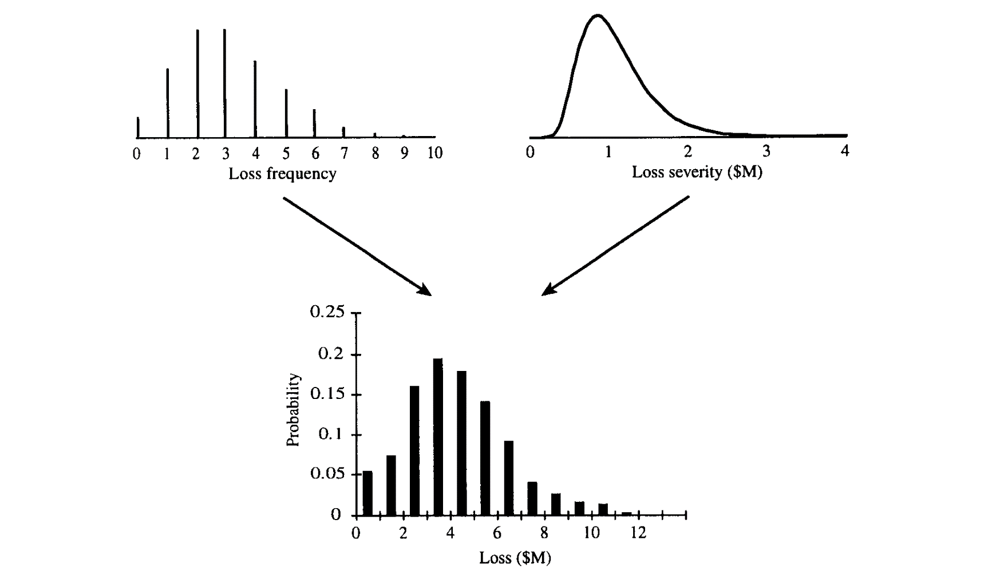 0 1 2 3 4 5 6 7 8 9 10
Loss frequency
0 1 2 3 4
Loss severity ($M)
0.25
0.2
0.15
0.1
0.05
0
Probability
0 2 4 6 8 10 12
Loss ($M)